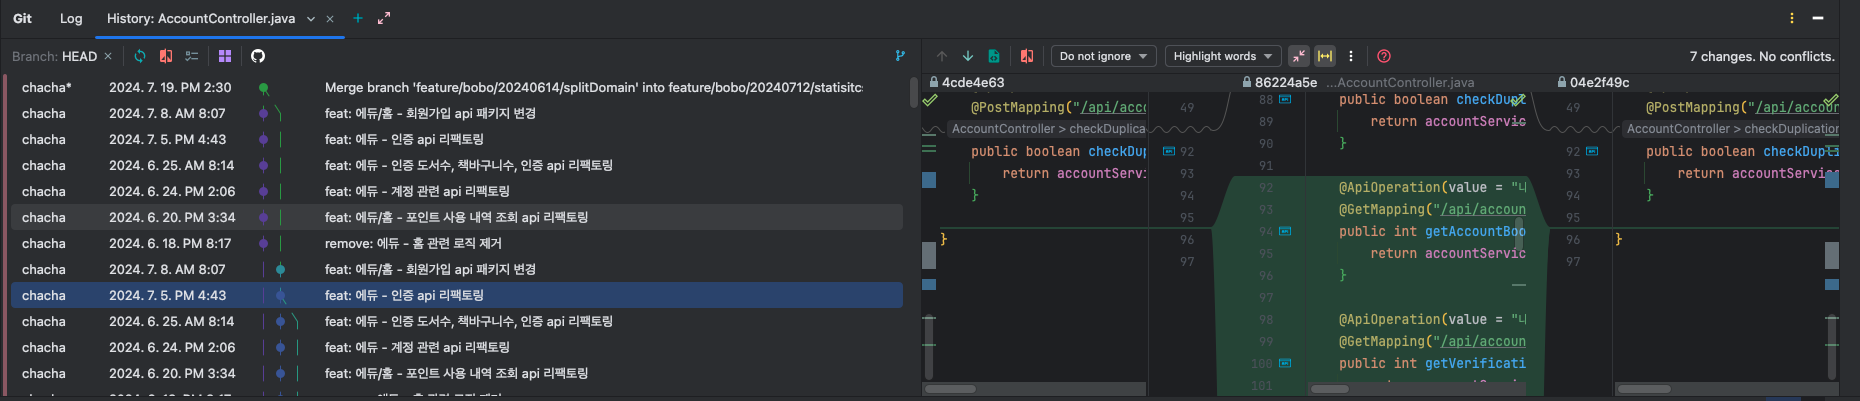 Git Log History: AccountController.java
Branch: HEAD
chacha* 2024. 7. 19. PM 2:30 Merge branch 'feature/bobo/20240614/splitDomain' into feature/bobo/20240712/statisitcs
chacha 2024. 7. 8. AM 8:07 feat: 에듀/홈 - 회원가입 api 패키지 변경
chacha 2024. 7. 5. PM 4:43 feat: 에듀 - 인증 api 리팩토링
chacha 2024. 6. 25. AM 8:14 feat: 에듀 - 인증 도서수, 책바구니수, 인증 api 리팩토링
chacha 2024. 6. 24. PM 2:06 feat: 에듀 - 계정 관련 api 리팩토링
chacha 2024. 6. 20. PM 3:34 feat: 에듀/홈 - 포인트 사용 내역 조회 api 리팩토링
chacha 2024. 6. 18. PM 8:17 remove: 에듀 - 홈 관련 로직 제거
chacha 2024. 7. 8. AM 8:07 feat: 에듀/홈 - 회원가입 api 패키지 변경
chacha 2024. 7. 5. PM 4:43 feat: 에듀 - 인증 api 리팩토링
chacha 2024. 6. 25. AM 8:14 feat: 에듀 - 인증 도서수, 책바구니수, 인증 api 리팩토링
chacha 2024. 6. 24. PM 2:06 feat: 에듀 - 계정 관련 api 리팩토링
chacha 2024. 6. 20. PM 3:34 feat: 에듀/홈 - 포인트 사용 내역 조회 api 리팩토링
Do not ignore Highlight words 7 changes. No conflicts.
4cde4e63
@PostMapping("/api/acco 49
AccountController > checkDuplica
public boolean checkDup 92
return accountServi 93
} 94
95
} 96
97
86224a5e ...AccountController.java
88 public boolean checkDupl
89 return accountServic
90 }
91
92 @ApiOperation(value = "나
93 @GetMapping("/api/accoun
94 public int getAccountBoo
95 return accountServic
96 }
97
98 @ApiOperation(value = "나
99 @GetMapping("/api/accoun
100 public int getVerificati
101
04e2f49c
49 @PostMapping("/api/accoun
AccountController > checkDuplication
92 public boolean checkDupli
93 return accountServic
94 }
95
96 }
97